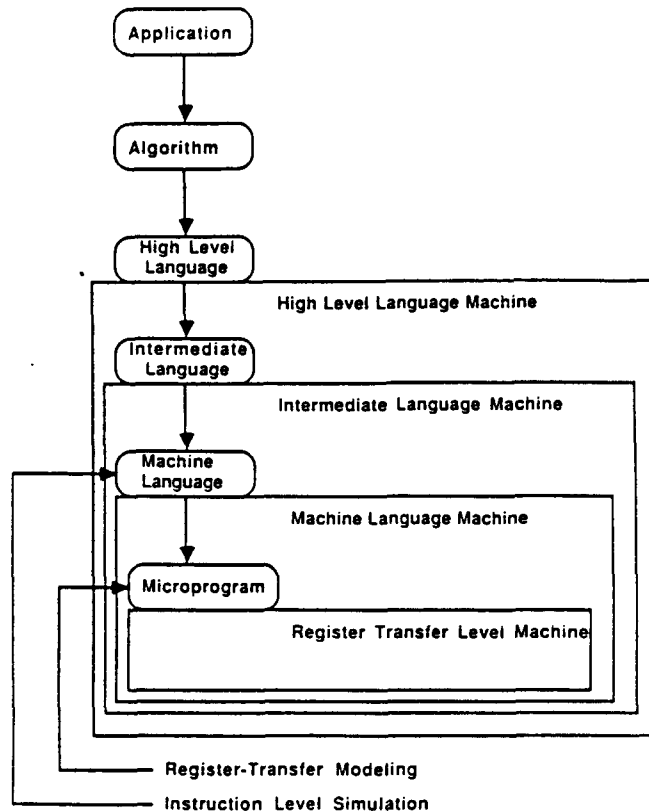 Application
Algorithm
High Level
Language
High Level Language Machine
Intermediate
Language
Intermediate Language Machine
Machine
Language
Machine Language Machine
Microprogram
Register Transfer Level Machine
Register-Transfer Modeling
Instruction Level Simulation